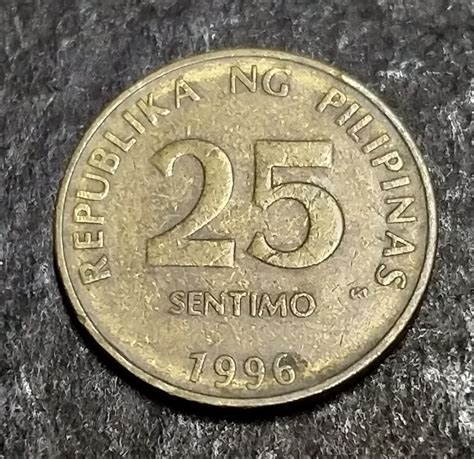 REPUBLIKA NG PILIPINAS
25
SENTIMO
1996